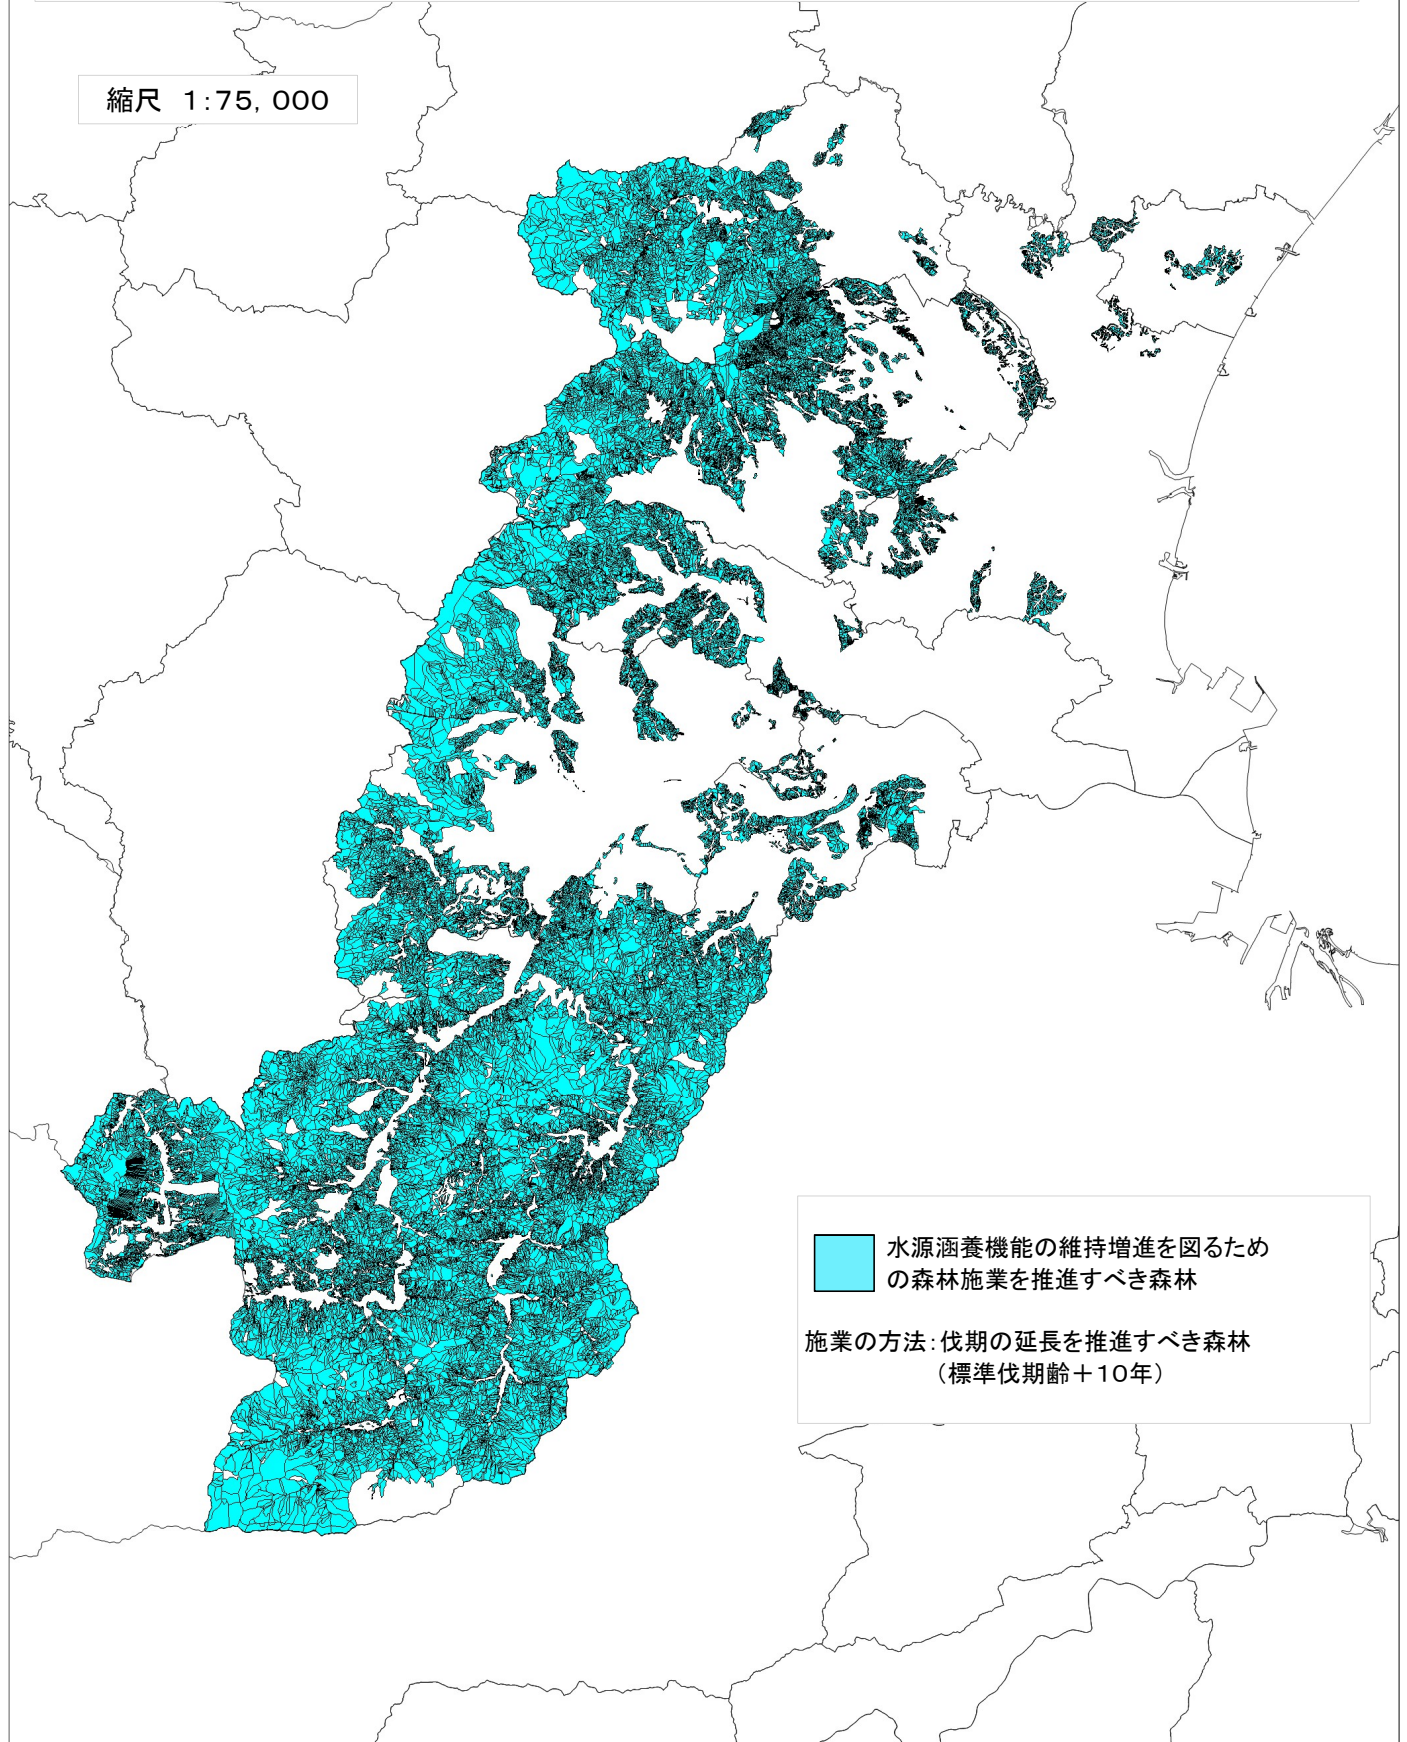 縮尺 1:75,000
水源涵養機能の維持増進を図るため
の森林施業を推進すべき森林
施業の方法:伐期の延長を推進すべき森林
(標準伐期齢+10年)